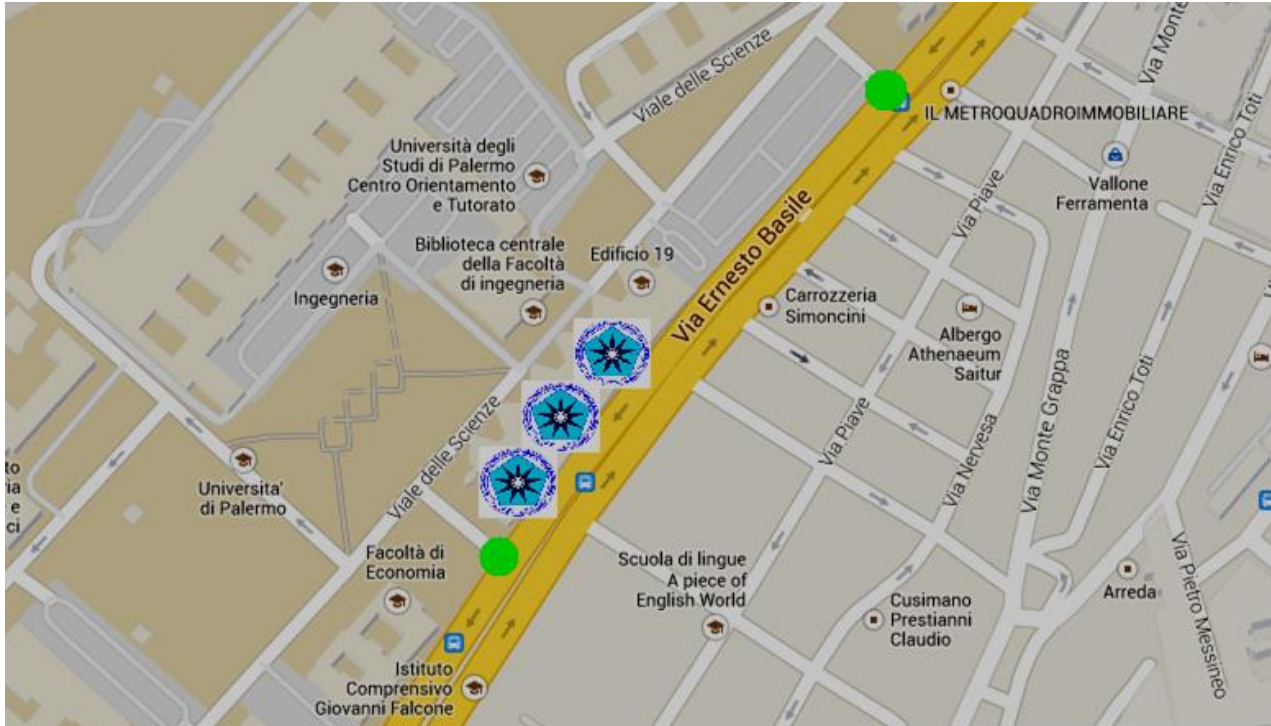 Viale delle Scienze
Via Monte
IL METROQUADROIMMOBILIARE
Università degli
Studi di Palermo
Centro Orientamento
e Tutorato
Via Enrico Toti
Vallone
Ferramenta
Via Piave
Via Ernesto Basile
Biblioteca centrale
della Facoltà
di ingegneria
Edificio 19
Ingegneria
Carrozzeria
Simoncini
Albergo
Athenaeum
Saitur
Via Monte Grappa
Via Enrico Toti
Via Piave
Via Nervesa
Viale delle Scienze
Universita'
di Palermo
to
ria
e
ci
Facoltà di
Economia
Scuola di lingue
A piece of
English World
Cusimano
Prestianni
Claudio
Arreda
Via Pietro Messineo
Istituto
Comprensivo
Giovanni Falcone